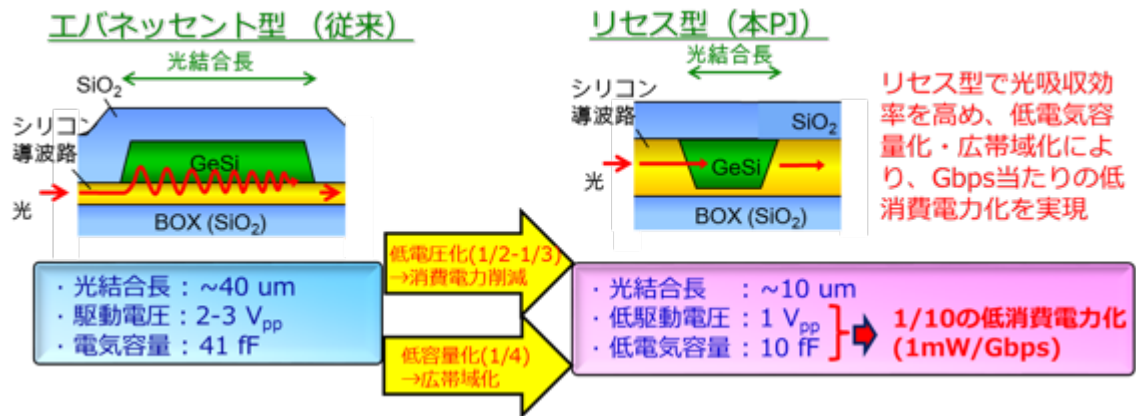 エバネッセント型 （従来）
光結合長
SiO2
シリコン
導波路
GeSi
光
BOX (SiO2)
リセス型（本PJ）
光結合長
シリコン
導波路
SiO2
GeSi
光
BOX (SiO2)
リセス型で光吸収効
率を高め、低電気容
量化・広帯域化によ
り、Gbps当たりの低
消費電力化を実現
低電圧化(1/2-1/3)
→消費電力削減
低容量化(1/4)
→広帯域化
・光結合長：~40 um
・駆動電圧：2-3 Vpp
・電気容量：41 fF
・光結合長 ：~10 um
・低駆動電圧：1 Vpp
・低電気容量：10 fF
1/10の低消費電力化
(1mW/Gbps)